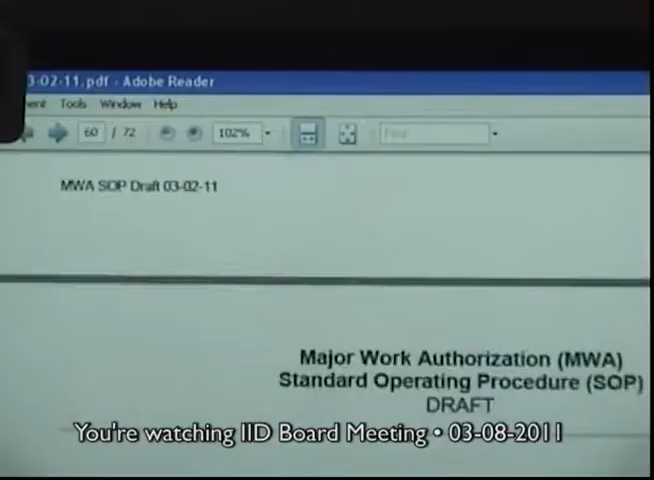 3-02-11.pdf - Adobe Reader
ent Tools Window Help
60 / 72 102% Find
MWA SOP Draft 03-02-11
Major Work Authorization (MWA)
Standard Operating Procedure (SOP)
DRAFT
You're watching IID Board Meeting • 03-08-2011